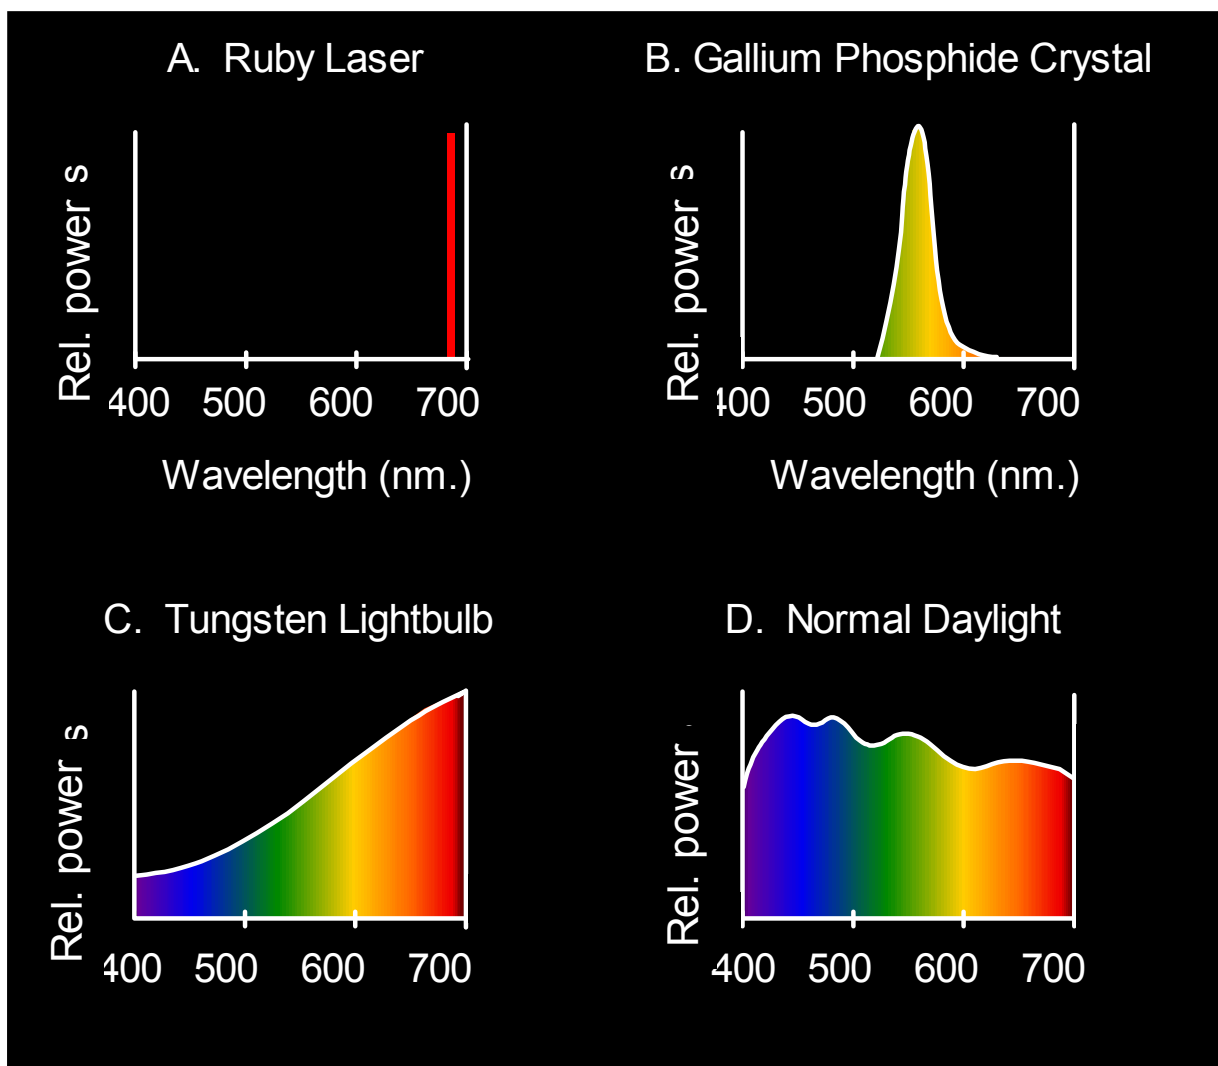 A. Ruby Laser
B. Gallium Phosphide Crystal
Rel. power s
400 500 600 700
Wavelength (nm.)
Rel. power s
400 500 600 700
Wavelength (nm.)
C. Tungsten Lightbulb
D. Normal Daylight
Rel. power s
400 500 600 700
Rel. power
400 500 600 700